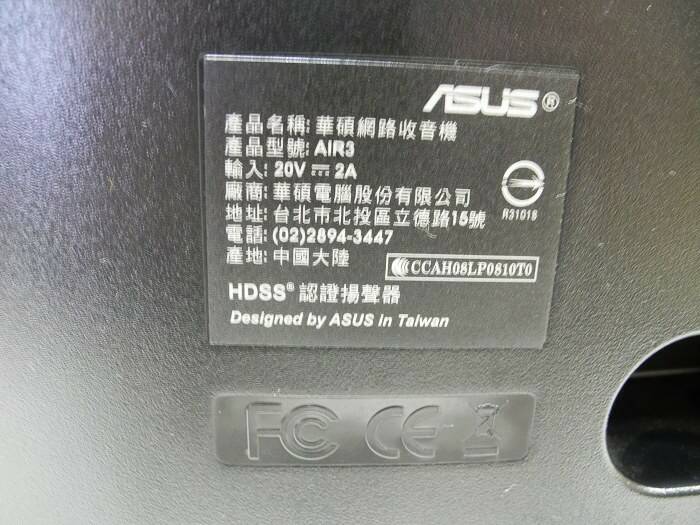 ASUS®
產品名稱: 華碩網路收音機
產品型號: AIR3
輸入: 20V ⎓ 2A
廠商: 華碩電腦股份有限公司
地址: 台北市北投區立德路15號
R31018
電話: (02)2894-3447
產地: 中國大陸
CCAH08LP0810T0
HDSS® 認證揚聲器
Designed by ASUS in Taiwan
FC CE